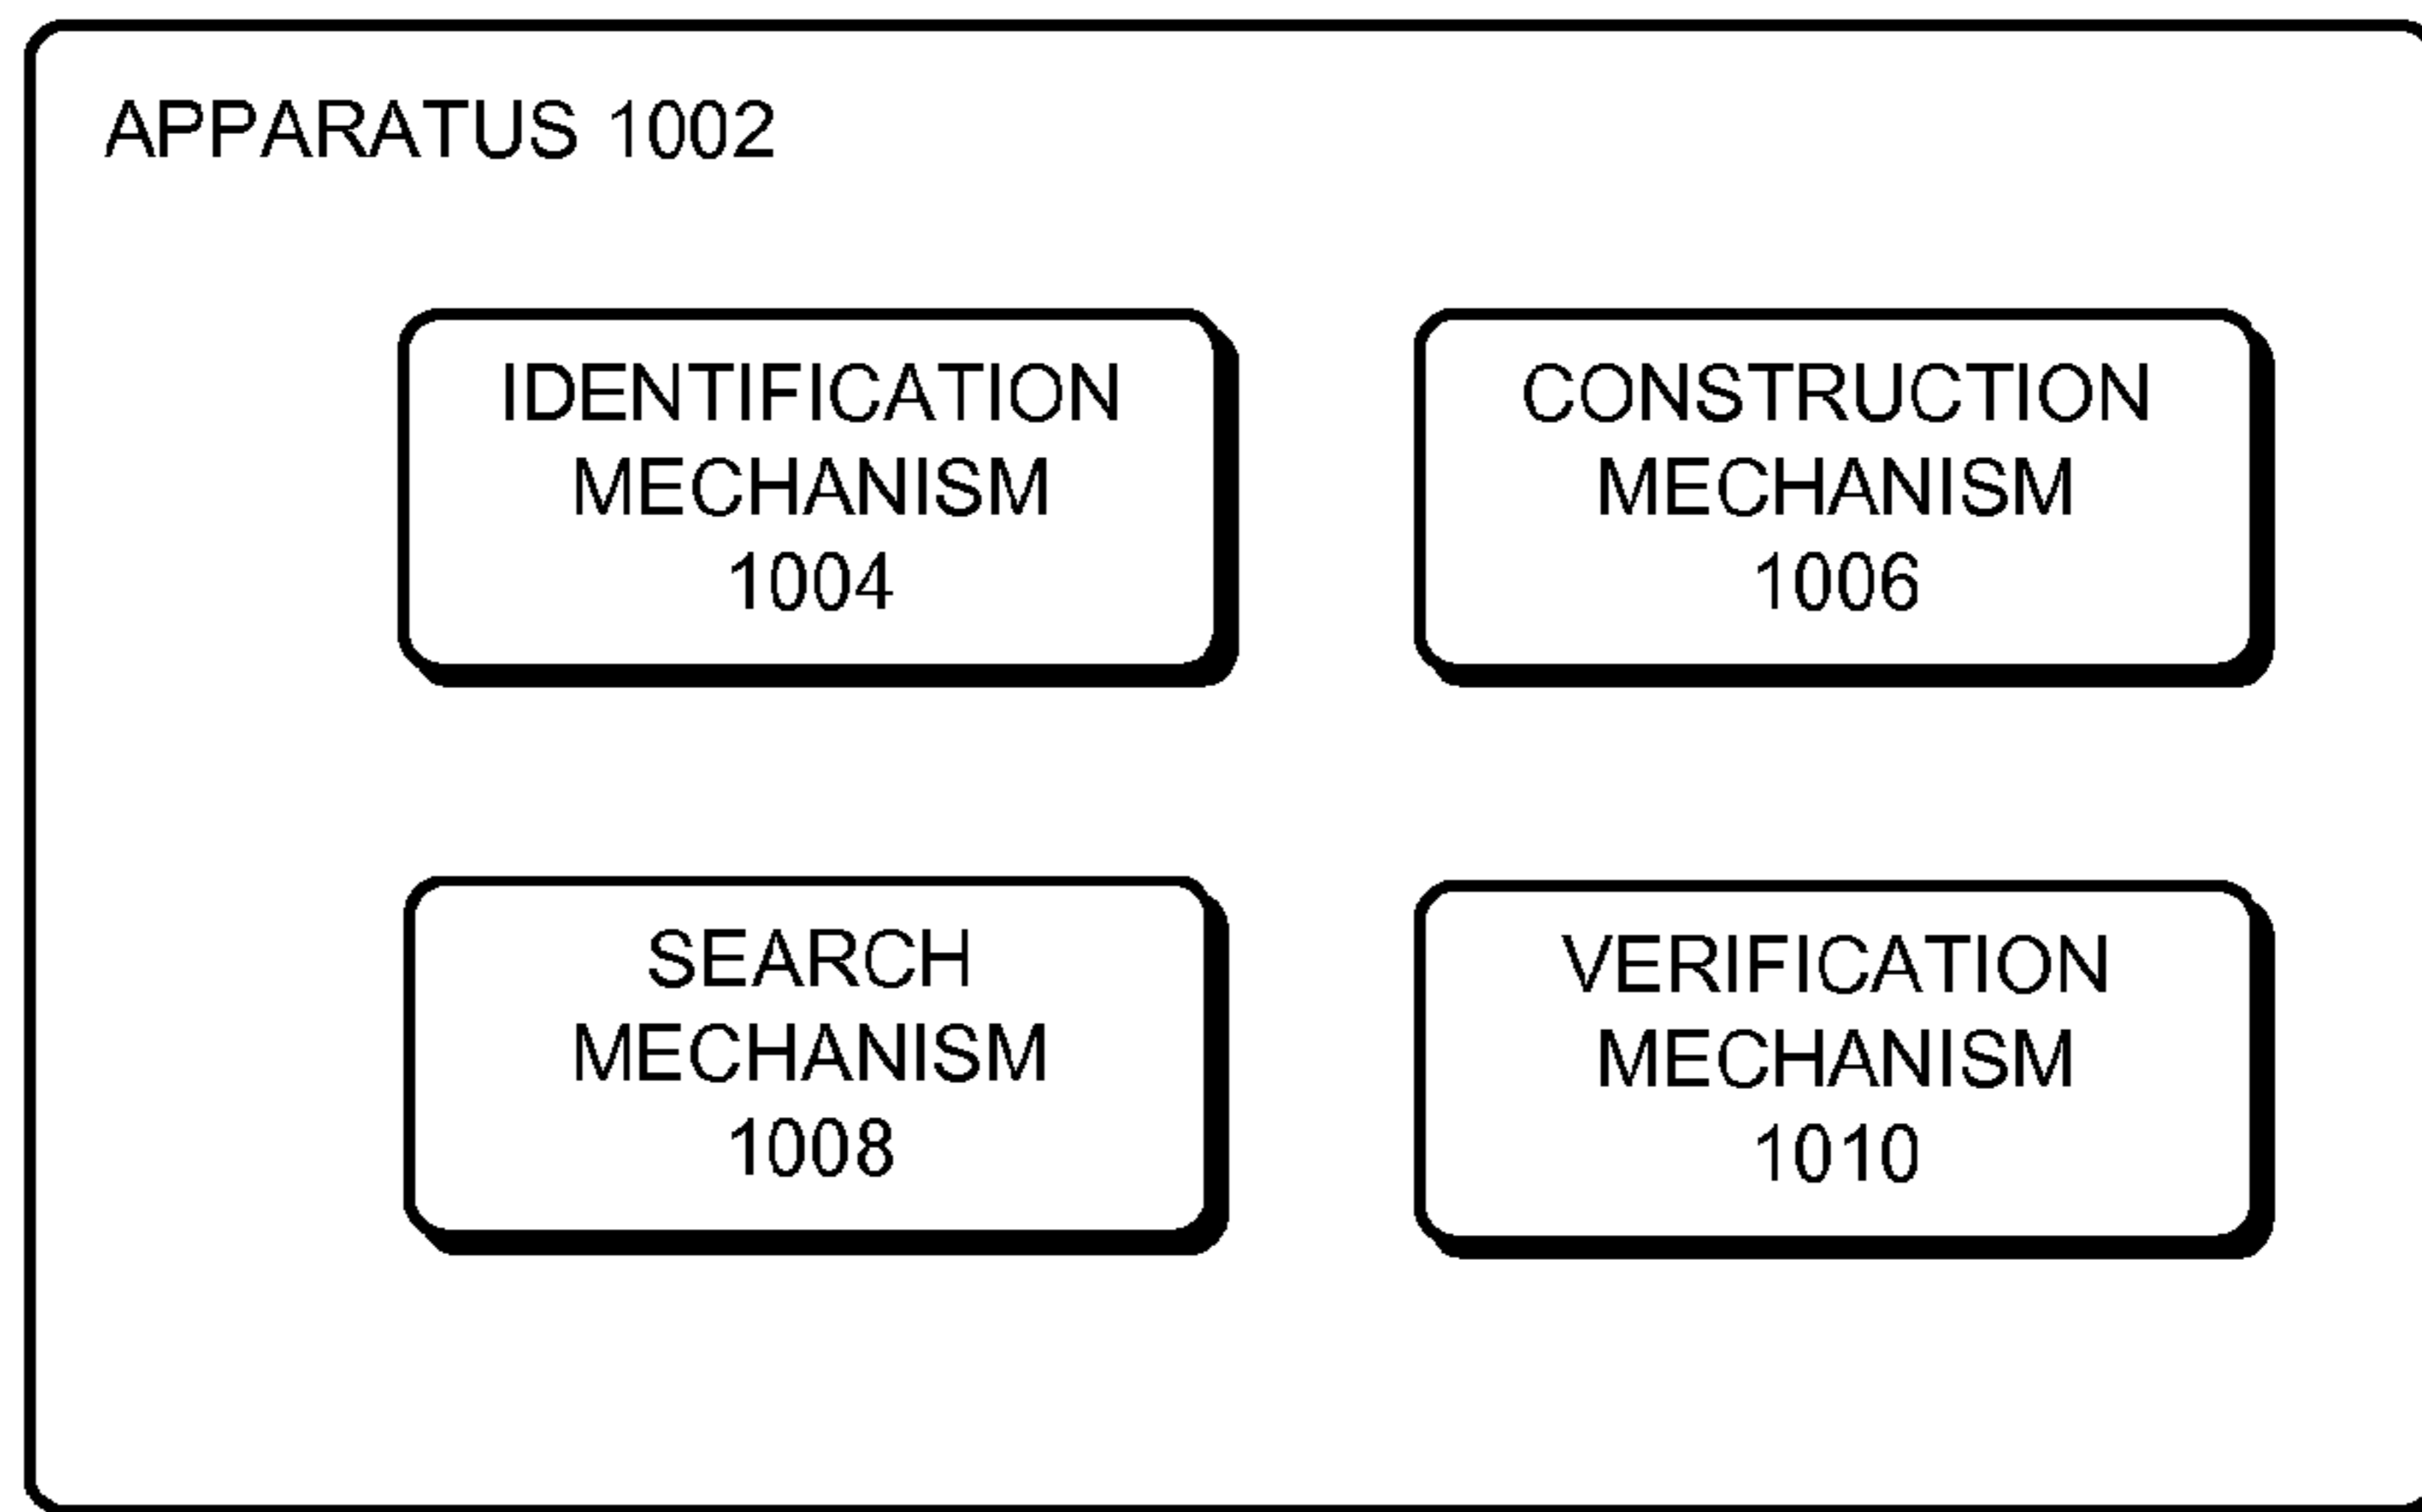 APPARATUS 1002
IDENTIFICATION
MECHANISM
1004
CONSTRUCTION
MECHANISM
1006
SEARCH
MECHANISM
1008
VERIFICATION
MECHANISM
1010